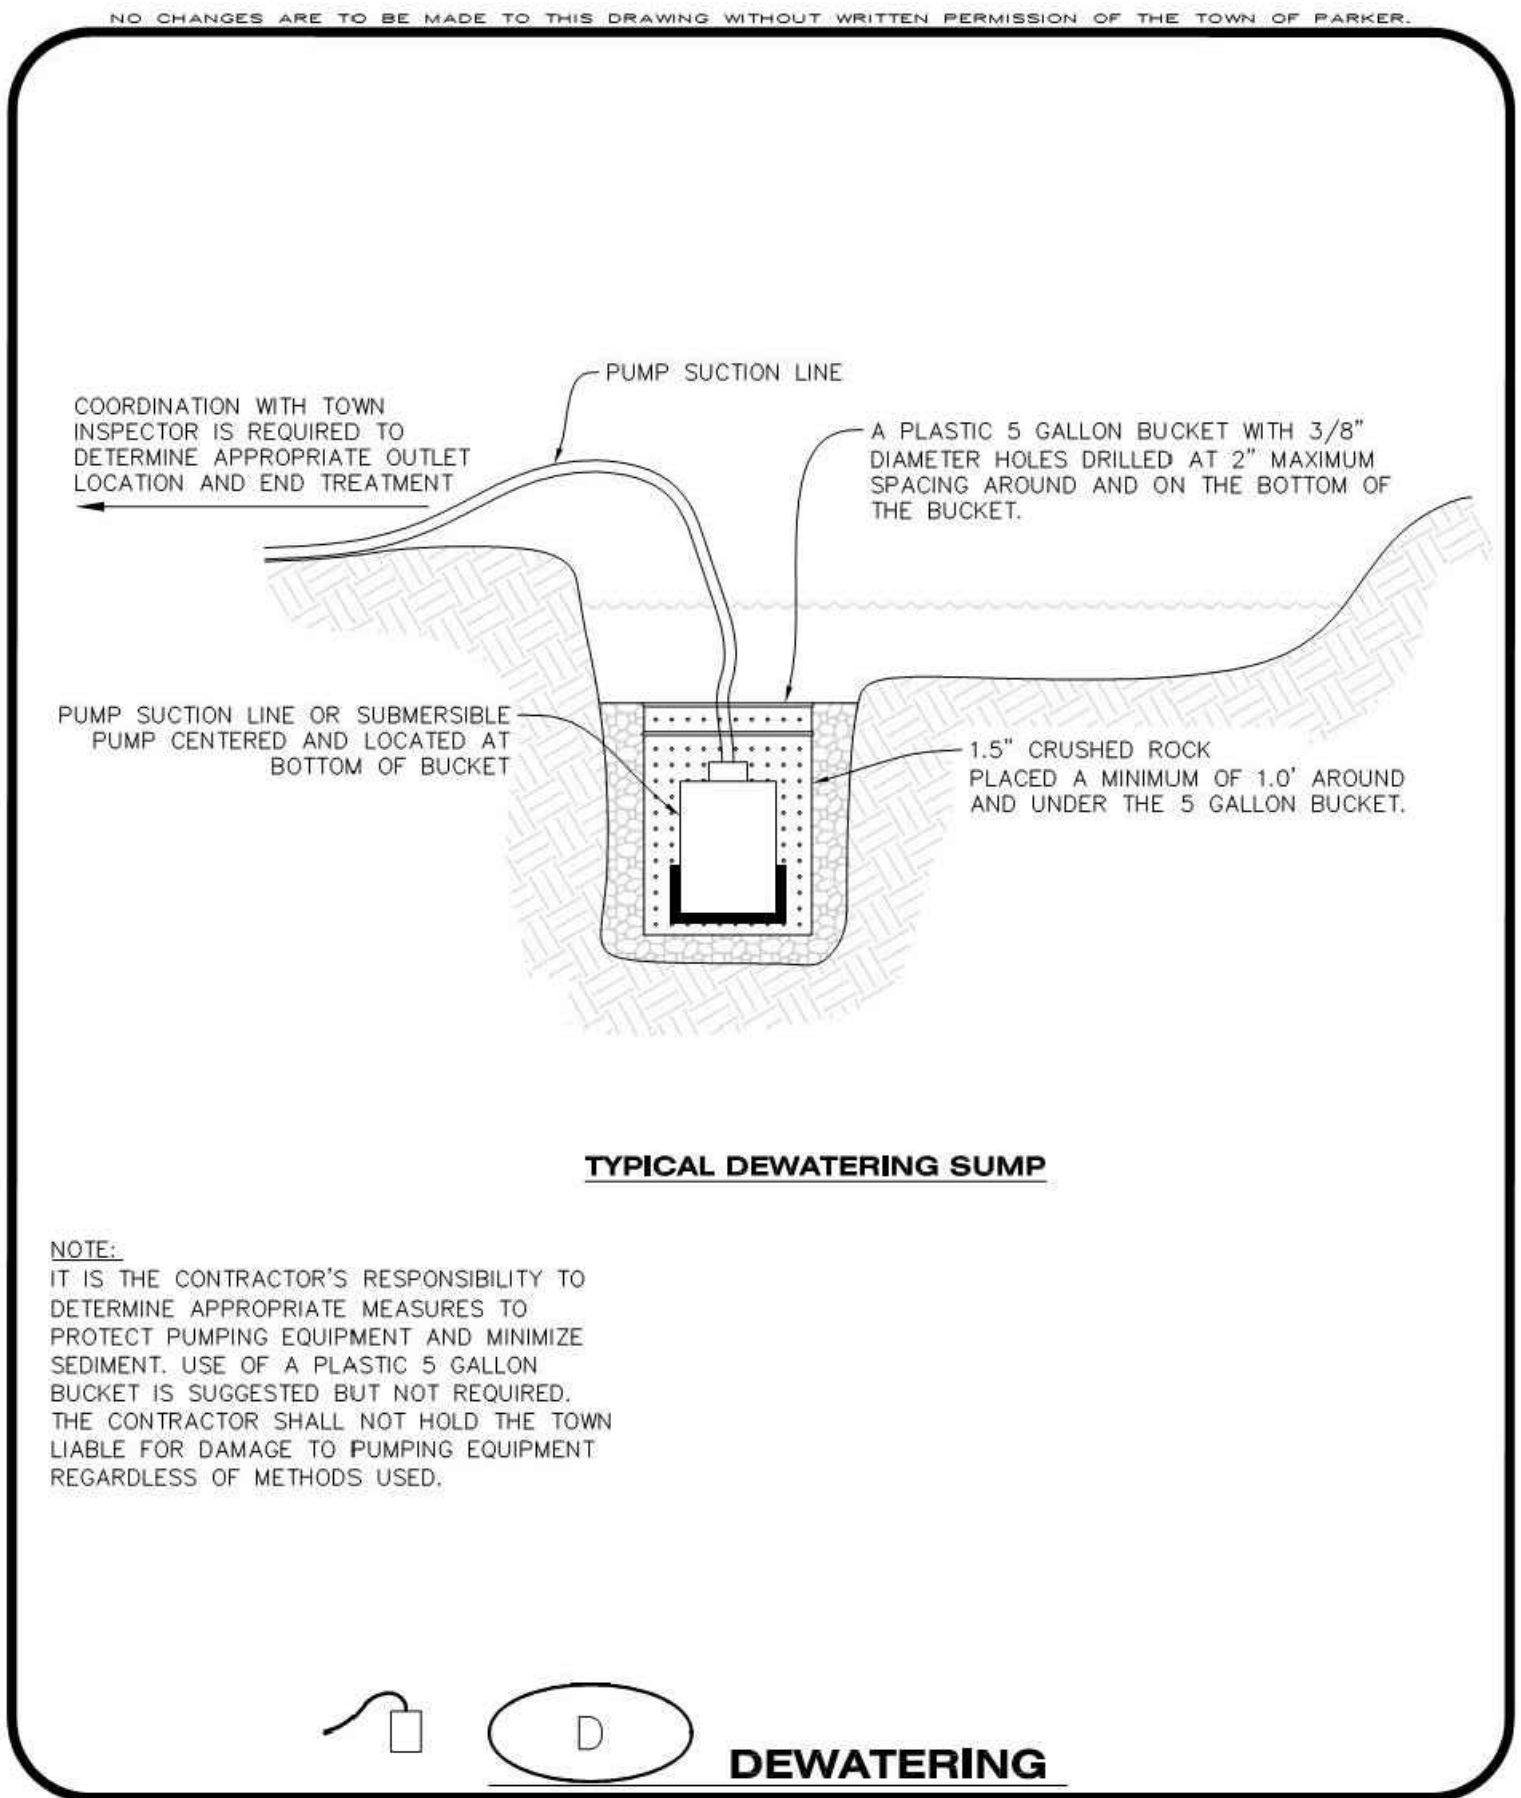 NO CHANGES ARE TO BE MADE TO THIS DRAWING WITHOUT WRITTEN PERMISSION OF THE TOWN OF PARKER.
PUMP SUCTION LINE
COORDINATION WITH TOWN
INSPECTOR IS REQUIRED TO
DETERMINE APPROPRIATE OUTLET
LOCATION AND END TREATMENT
A PLASTIC 5 GALLON BUCKET WITH 3/8"
DIAMETER HOLES DRILLED AT 2" MAXIMUM
SPACING AROUND AND ON THE BOTTOM OF
THE BUCKET.
PUMP SUCTION LINE OR SUBMERSIBLE
PUMP CENTERED AND LOCATED AT
BOTTOM OF BUCKET
1.5" CRUSHED ROCK
PLACED A MINIMUM OF 1.0' AROUND
AND UNDER THE 5 GALLON BUCKET.
TYPICAL DEWATERING SUMP
NOTE:
IT IS THE CONTRACTOR'S RESPONSIBILITY TO
DETERMINE APPROPRIATE MEASURES TO
PROTECT PUMPING EQUIPMENT AND MINIMIZE
SEDIMENT. USE OF A PLASTIC 5 GALLON
BUCKET IS SUGGESTED BUT NOT REQUIRED.
THE CONTRACTOR SHALL NOT HOLD THE TOWN
LIABLE FOR DAMAGE TO PUMPING EQUIPMENT
REGARDLESS OF METHODS USED.
D
DEWATERING